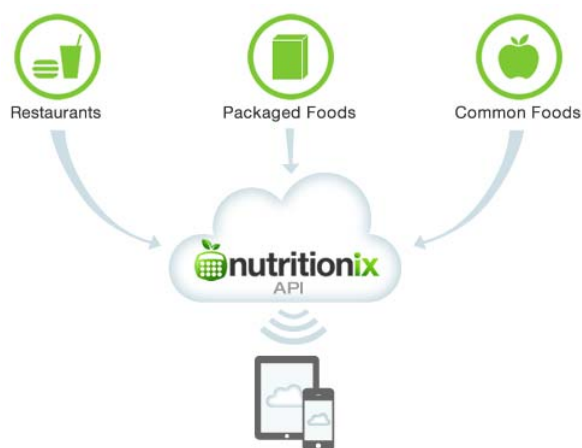 Restaurants
Packaged Foods
Common Foods
nutritionix
API